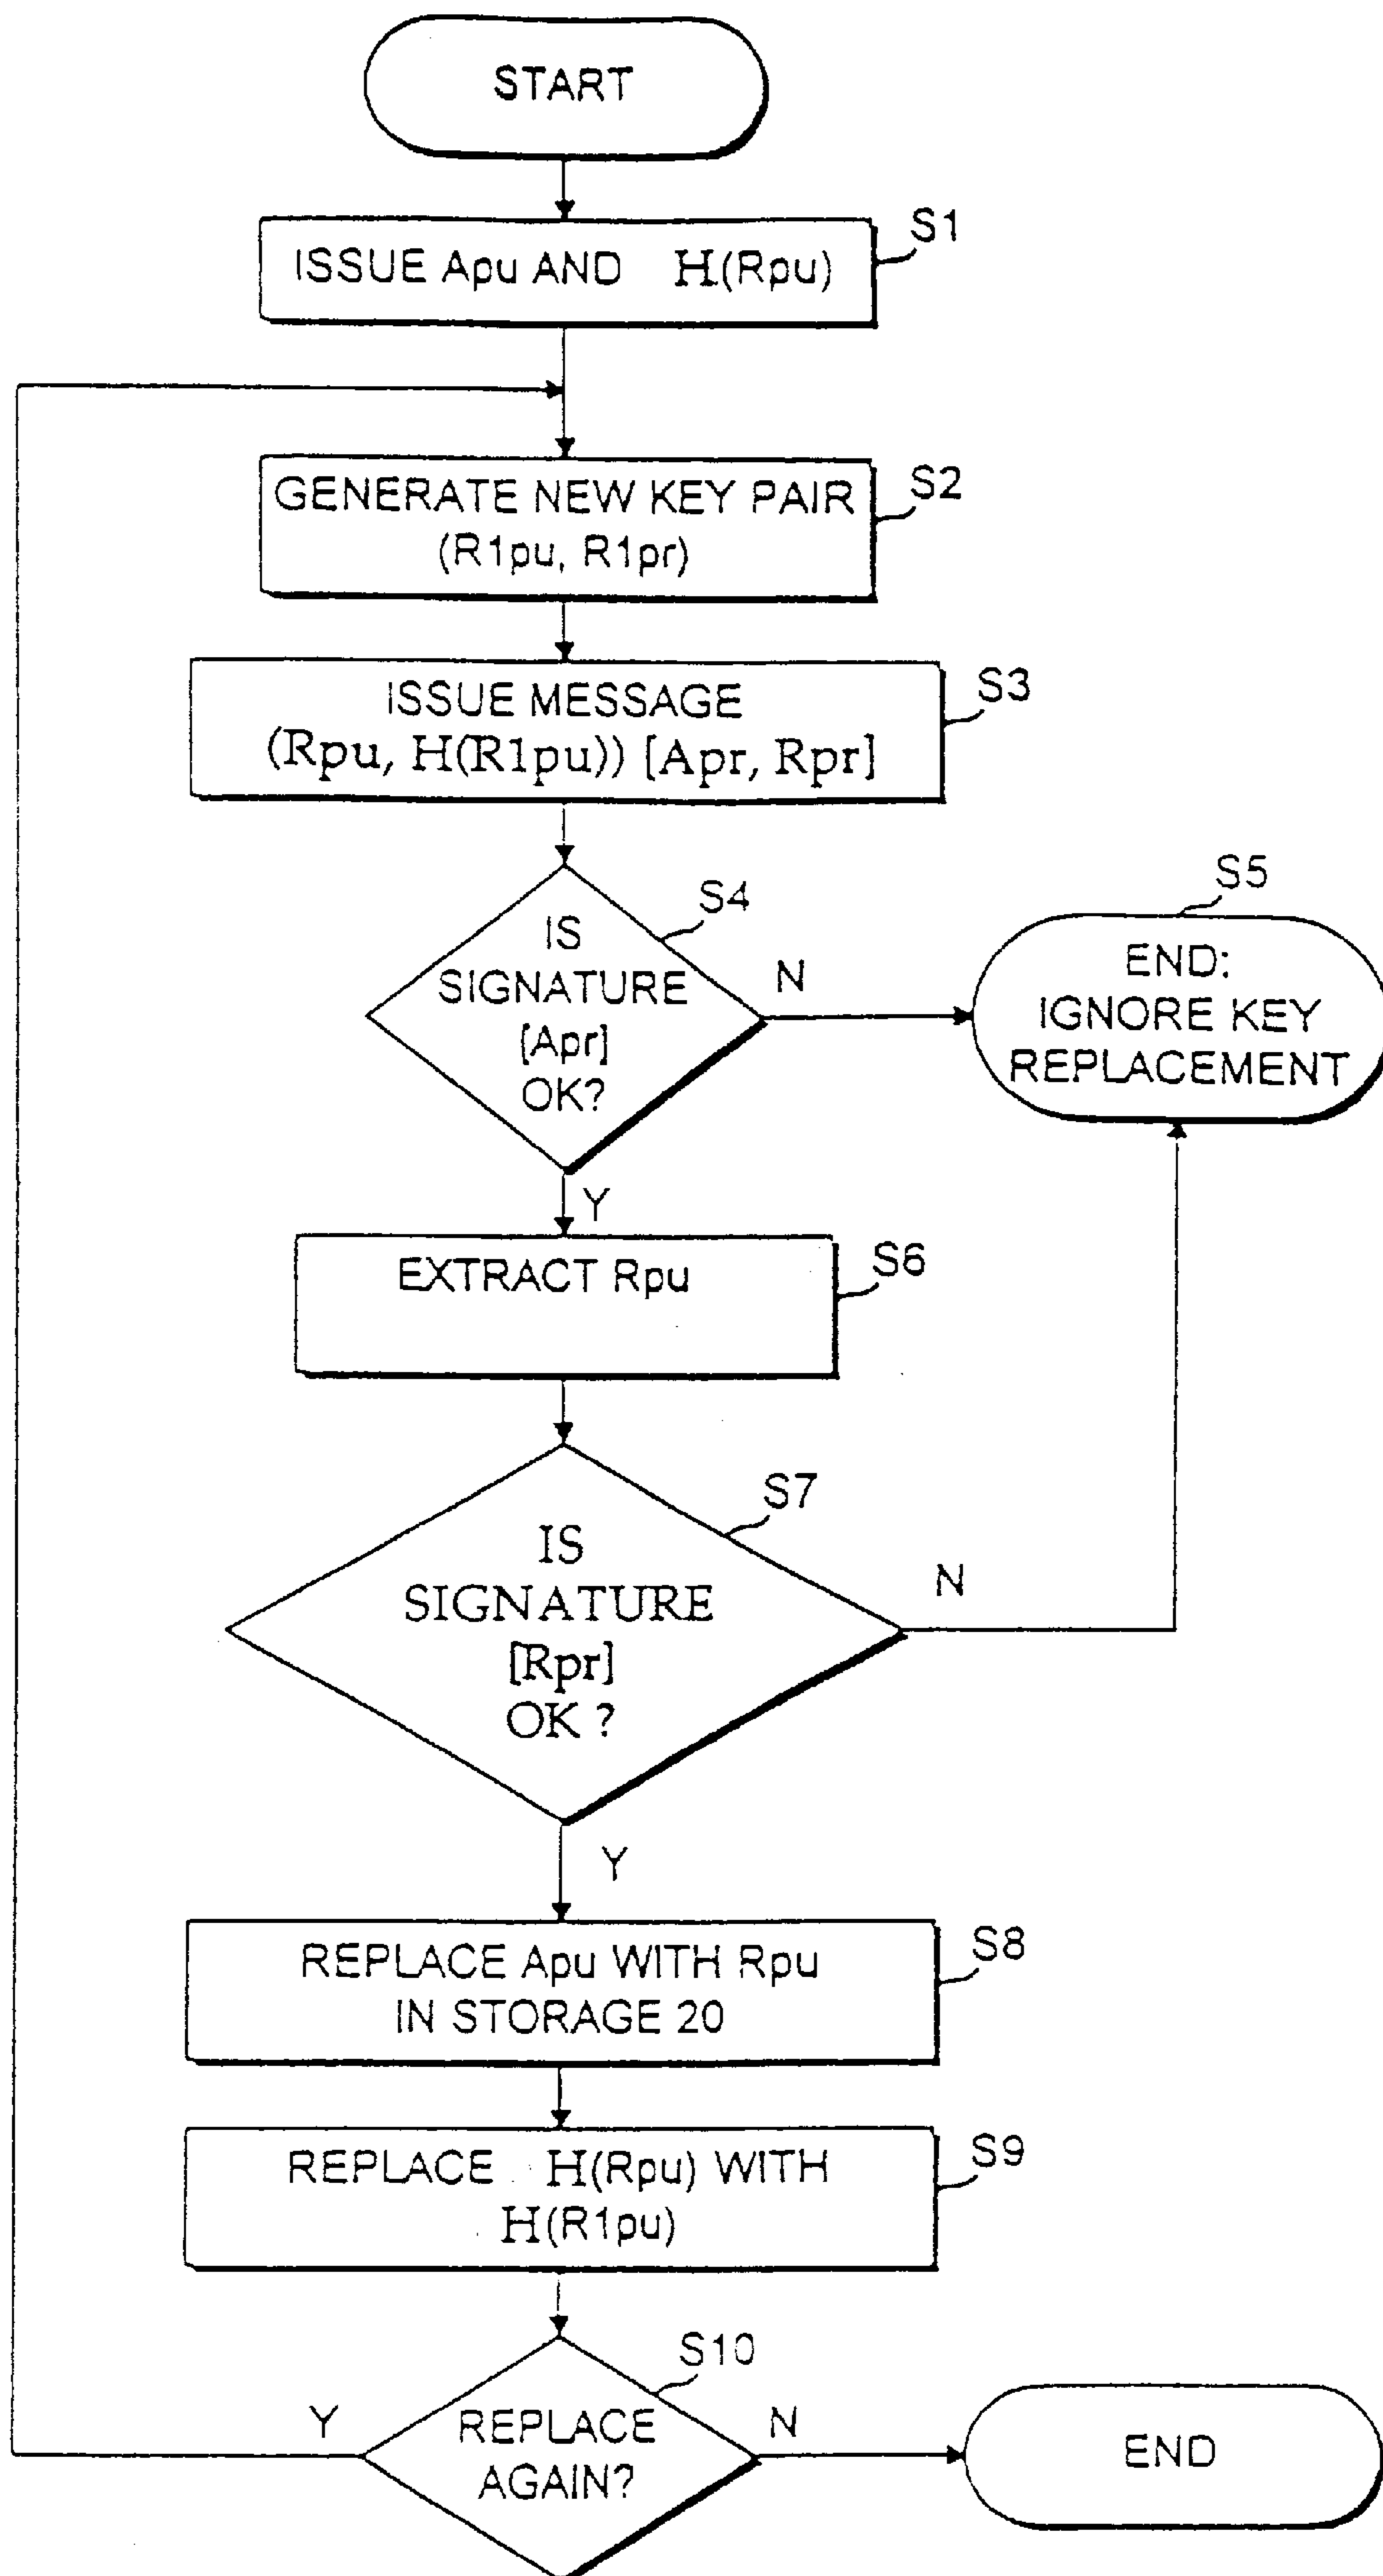 START
S1
ISSUE Apu AND H(Rpu)
S2
GENERATE NEW KEY PAIR
(R1pu, R1pr)
S3
ISSUE MESSAGE
(Rpu, H(R1pu)) [Apr, Rpr]
S4
IS
SIGNATURE
[Apr]
OK?
N
Y
S5
END:
IGNORE KEY
REPLACEMENT
S6
EXTRACT Rpu
S7
IS
SIGNATURE
[Rpr]
OK ?
N
Y
S8
REPLACE Apu WITH Rpu
IN STORAGE 20
S9
REPLACE H(Rpu) WITH
H(R1pu)
S10
REPLACE
AGAIN?
Y
N
END